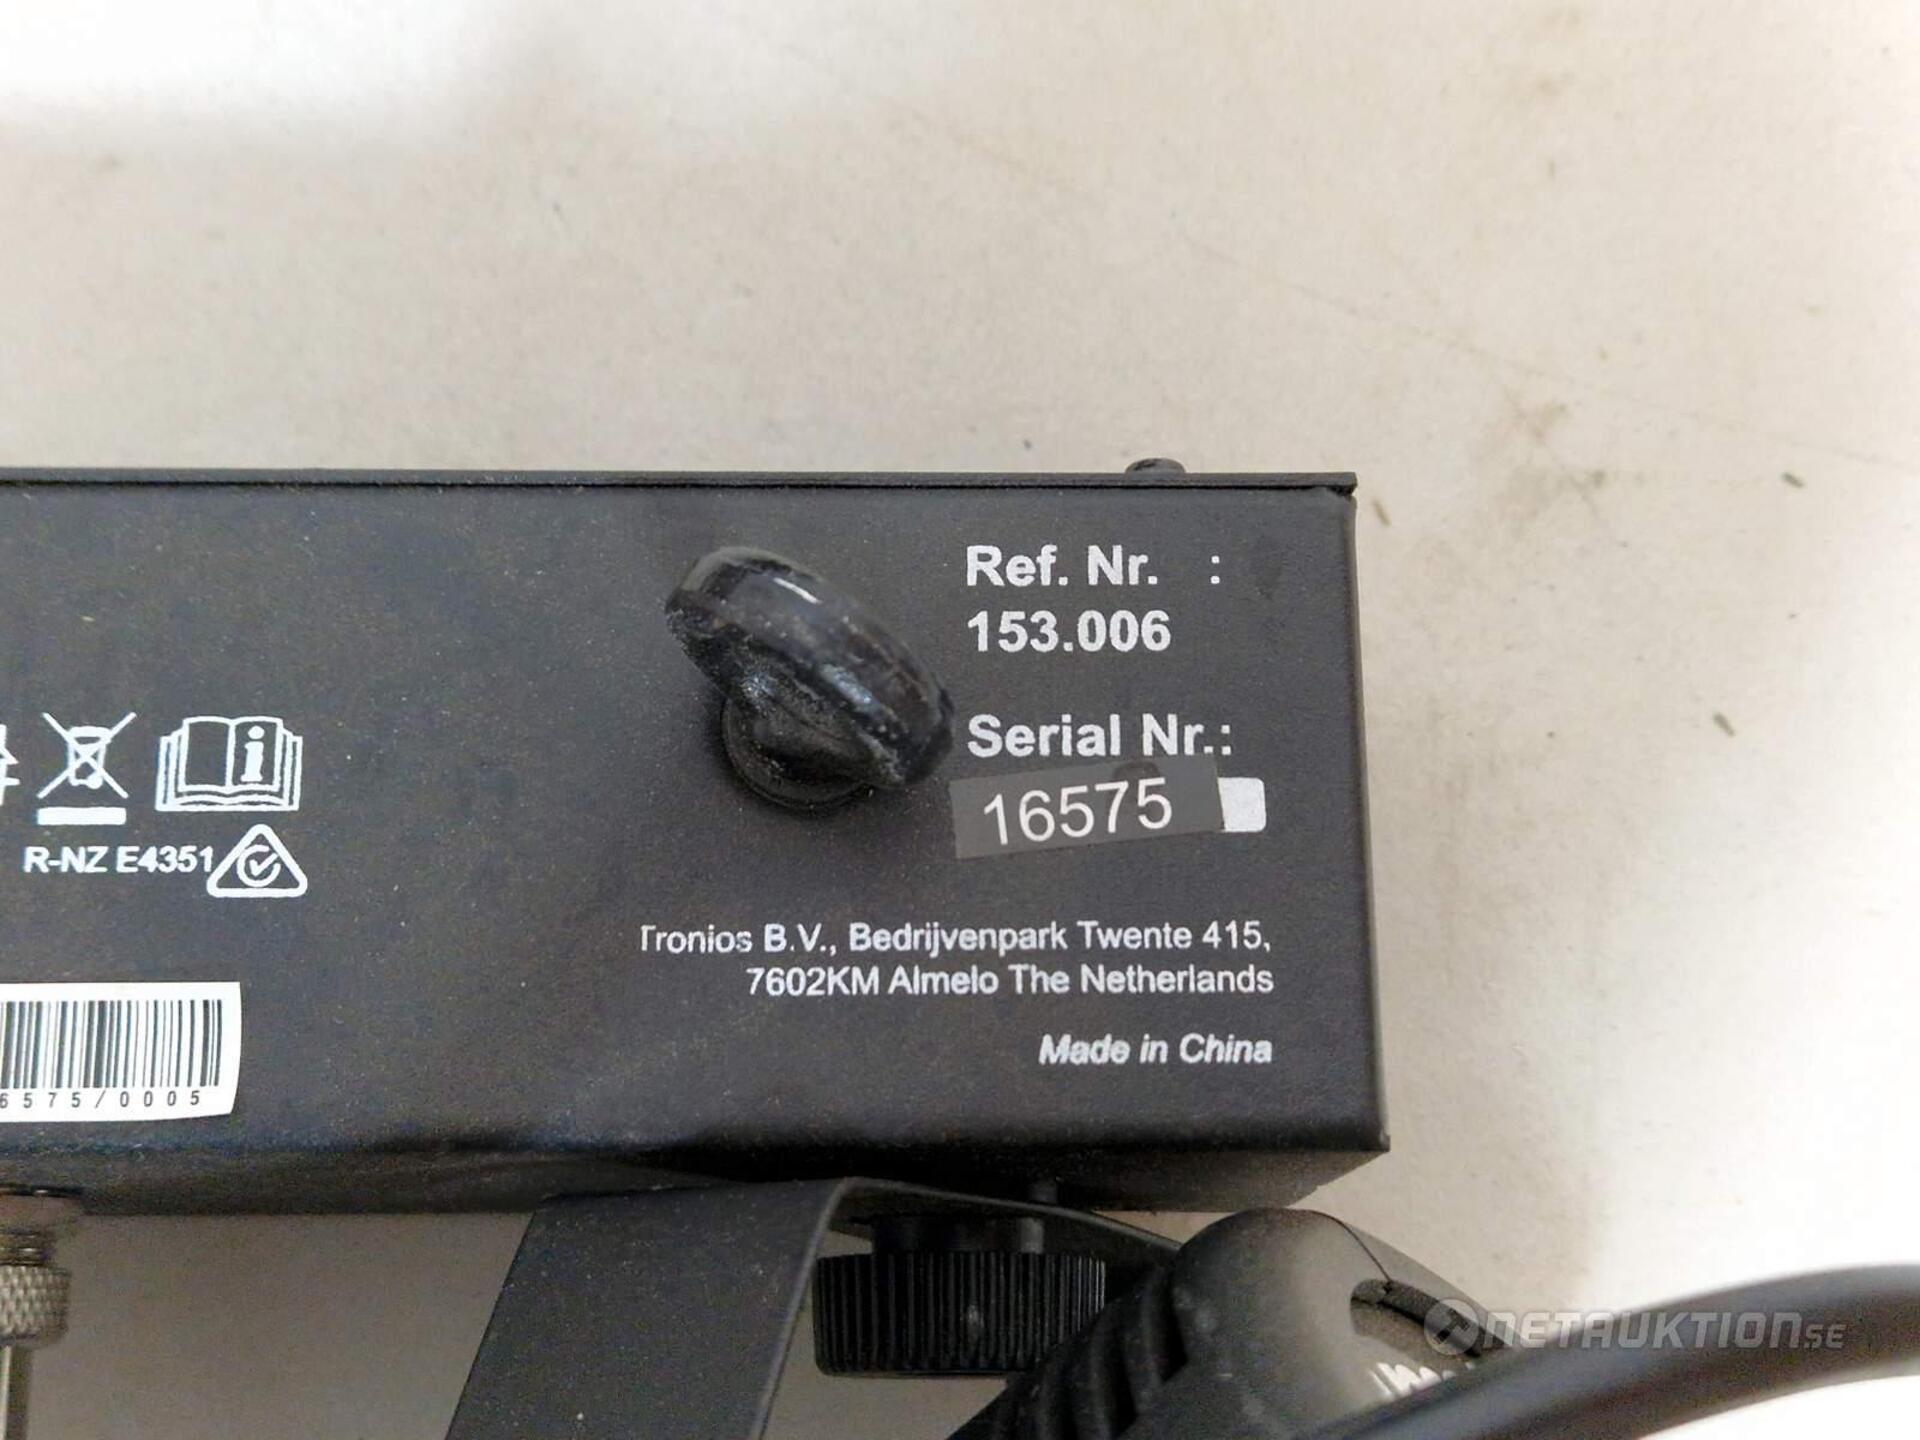 Ref. Nr. :
153.006
Serial Nr.:
16575
R-NZ E4351
Tronios B.V., Bedrijvenpark Twente 415,
7602KM Almelo The Netherlands
Made in China
6575/0005
NETAUKTION.SE